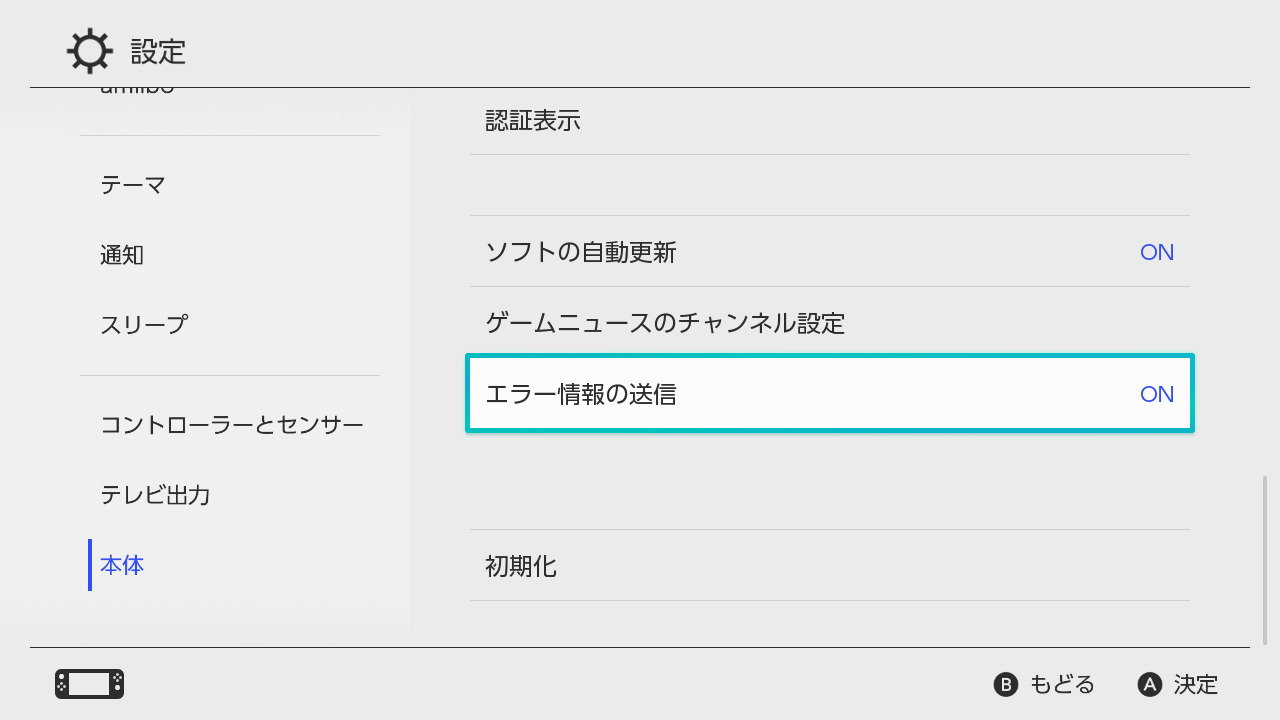 設定
amiibo
テーマ
通知
スリープ
コントローラーとセンサー
テレビ出力
本体
認証表示
ソフトの自動更新 ON
ゲームニュースのチャンネル設定
エラー情報の送信 ON
初期化
B もどる A 決定